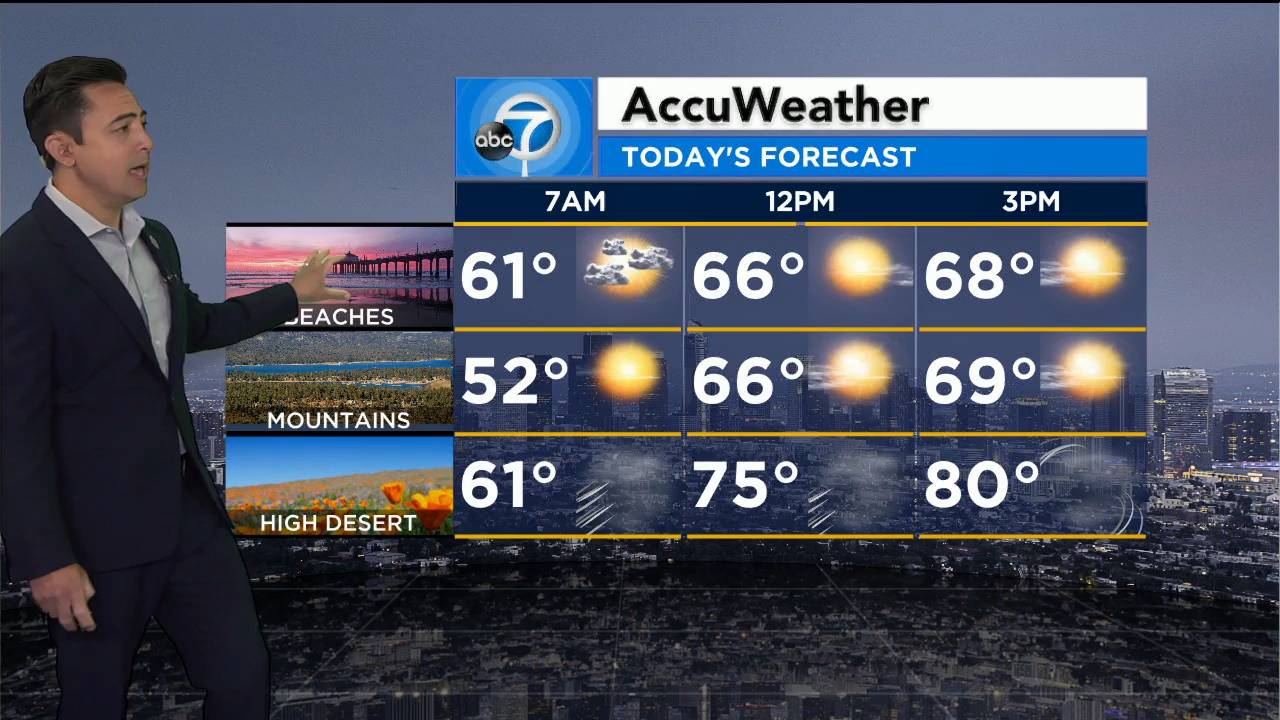 abc 7
AccuWeather
TODAY'S FORECAST
7AM 12PM 3PM
61° 66° 68°
BEACHES
52° 66° 69°
MOUNTAINS
61° 75° 80°
HIGH DESERT